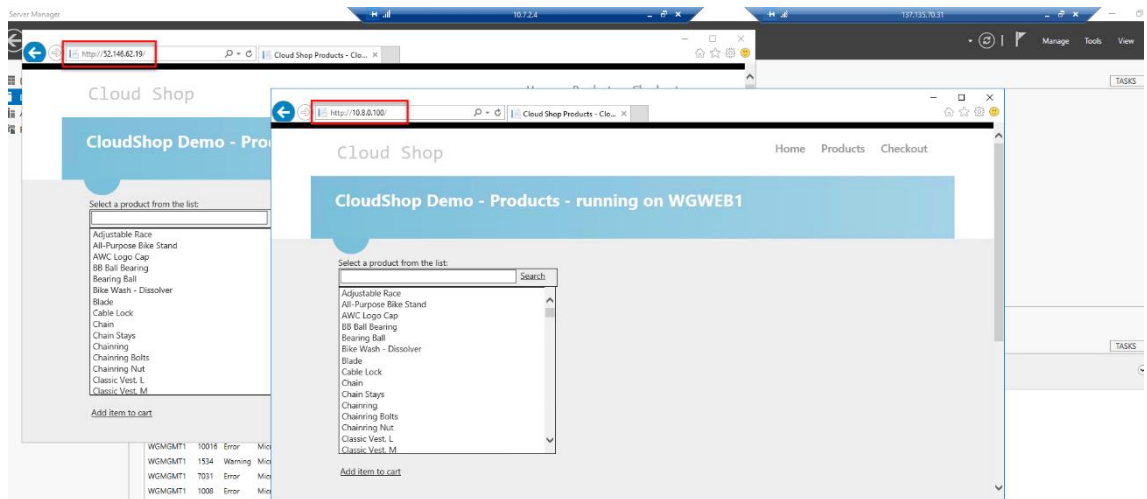 Server Manager
10.7.2.4
137.135.70.31
Manage Tools View
http://52.146.62.19/
Cloud Shop Products - Clo...
TASKS
Cloud Shop
CloudShop Demo - Pro
Select a product from the list:
Adjustable Race
All-Purpose Bike Stand
AWC Logo Cap
BB Ball Bearing
Bearing Ball
Bike Wash - Dissolver
Blade
Cable Lock
Chain
Chain Stays
Chainring
Chainring Bolts
Chainring Nut
Classic Vest, L
Classic Vest, M
Add item to cart
http://10.8.0.100/
Cloud Shop Products - Clo...
Cloud Shop
Home Products Checkout
CloudShop Demo - Products - running on WGWEB1
Select a product from the list:
Search
Adjustable Race
All-Purpose Bike Stand
AWC Logo Cap
BB Ball Bearing
Bearing Ball
Bike Wash - Dissolver
Blade
Cable Lock
Chain
Chain Stays
Chainring
Chainring Bolts
Chainring Nut
Classic Vest, L
Classic Vest, M
Add item to cart
TASKS
WGMGMT1 10016 Error Mic
WGMGMT1 1534 Warning Mic
WGMGMT1 7031 Error Mic
WGMGMT1 1008 Error Mic